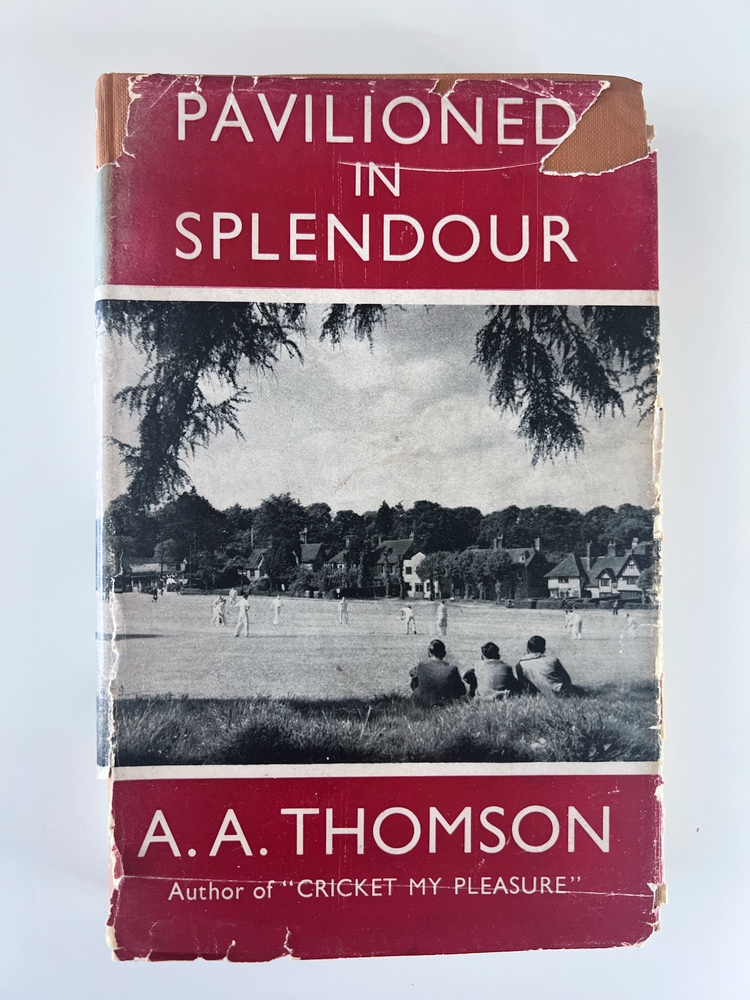 PAVILIONED
IN
SPLENDOUR
A. A. THOMSON
Author of "CRICKET MY PLEASURE"